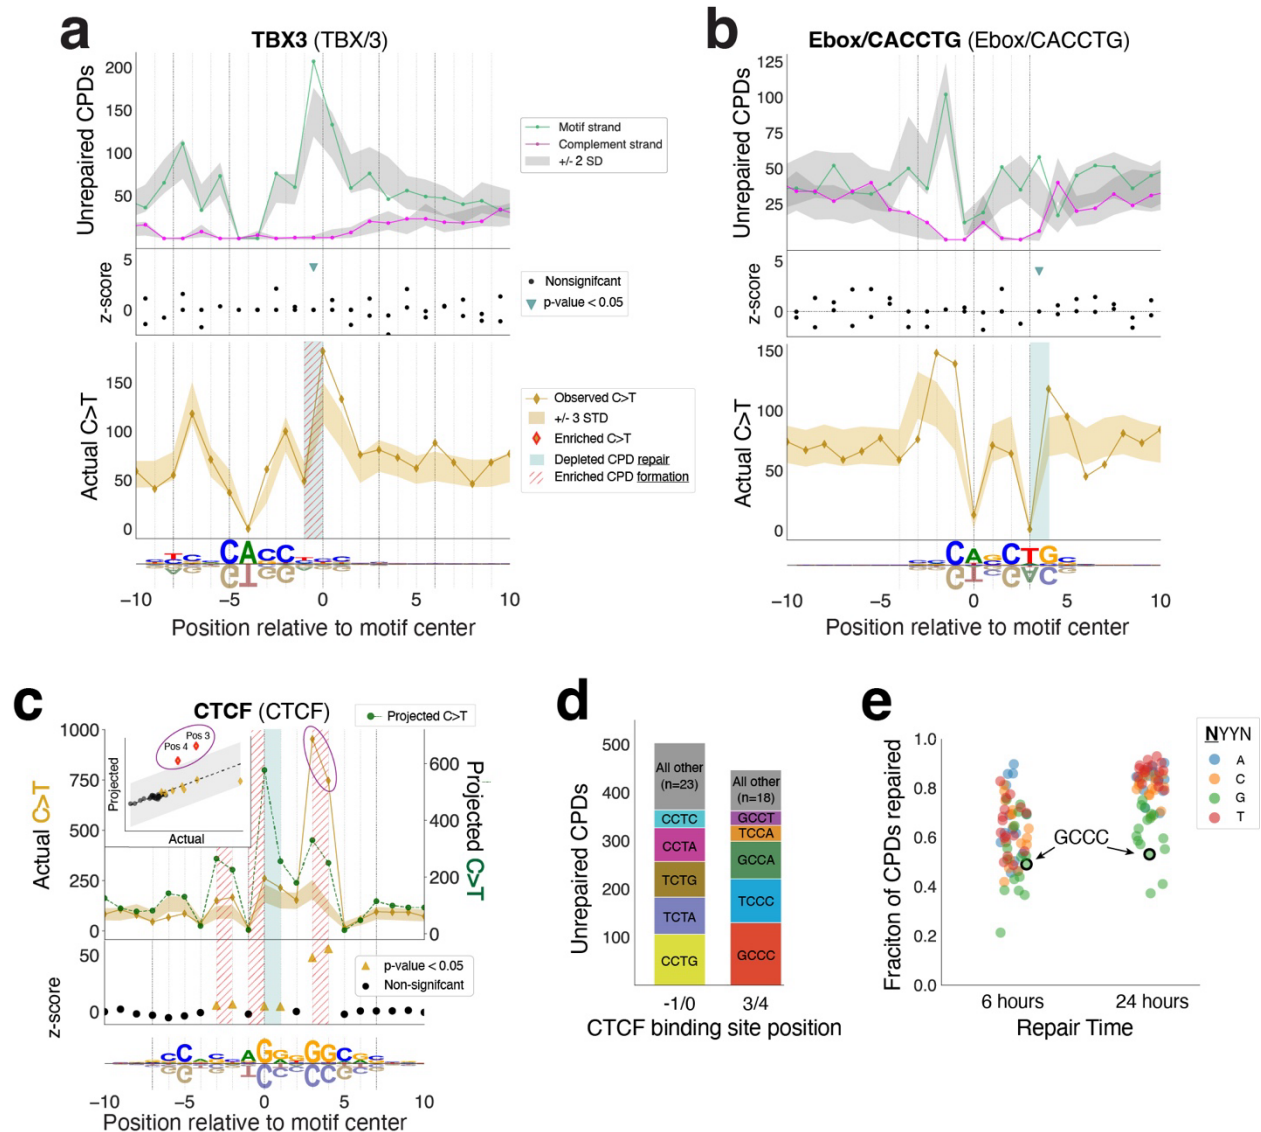 a
TBX3 (TBX/3)
Unrepaired CPDs
200
150
100
50
Motif strand
Complement strand
+/- 2 SD
z-score
5
0
Nonsignifcant
p-value < 0.05
Actual C>T
150
100
50
0
Observed C>T
+/- 3 STD
Enriched C>T
Depleted CPD repair
Enriched CPD formation
CACC
−10 −5 0 5 10
Position relative to motif center
b
Ebox/CACCTG (Ebox/CACCTG)
Unrepaired CPDs
125
100
75
50
25
z-score
5
0
Actual C>T
150
100
50
0
CA CTG
−10 −5 0 5 10
Position relative to motif center
c
CTCF (CTCF)
Projected C>T
Actual C>T
1000
750
500
250
0
Pos 3
Pos 4
Projected
Actual
600
400
200
0
Projected C>T
z-score
50
0
p-value < 0.05
Non-signifcant
−10 −5 0 5 10
Position relative to motif center
d
Unrepaired CPDs
500
400
300
200
100
All other
(n=23)
CCTC
CCTA
TCTG
TCTA
CCTG
All other
(n=18)
GCCT
TCCA
GCCA
TCCC
GCCC
-1/0 3/4
CTCF binding site position
e
Fraciton of CPDs repaired
1.0
0.8
0.6
0.4
0.2
0.0
GCCC
6 hours 24 hours
Repair Time
NYYN
A
C
G
T